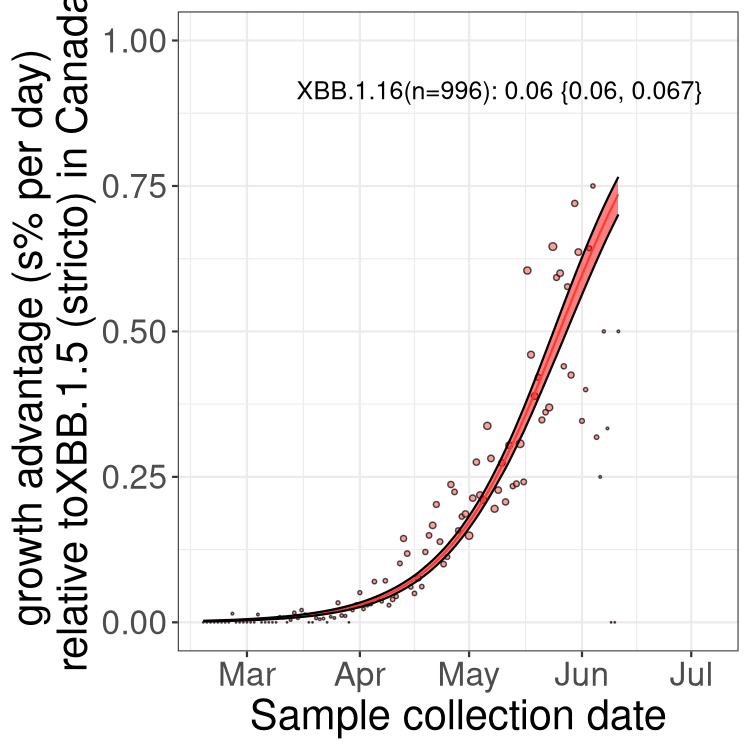 growth advantage (s% per day)
relative toXBB.1.5 (stricto) in Canada
1.00
0.75
0.50
0.25
0.00
XBB.1.16(n=996): 0.06 {0.06, 0.067}
Mar Apr May Jun Jul
Sample collection date